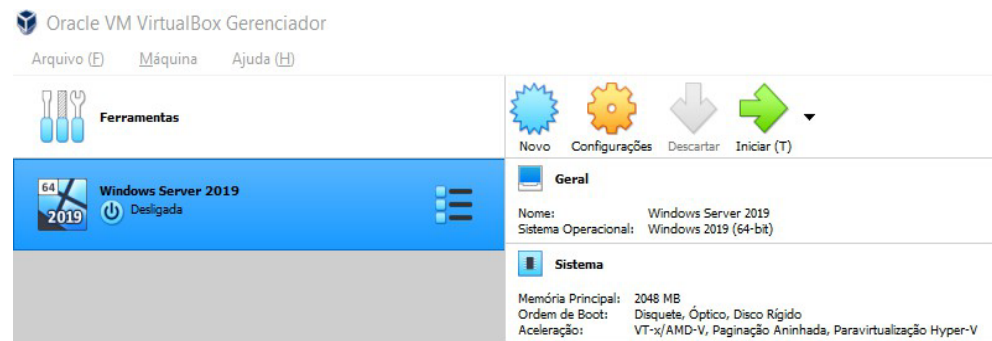 Oracle VM VirtualBox Gerenciador
Arquivo (F) Máquina Ajuda (H)
Ferramentas
64
2019
Windows Server 2019
Desligada
Novo Configurações Descartar Iniciar (T)
Geral
Nome: Windows Server 2019
Sistema Operacional: Windows 2019 (64-bit)
Sistema
Memória Principal: 2048 MB
Ordem de Boot: Disquete, Óptico, Disco Rígido
Aceleração: VT-x/AMD-V, Paginação Aninhada, Paravirtualização Hyper-V